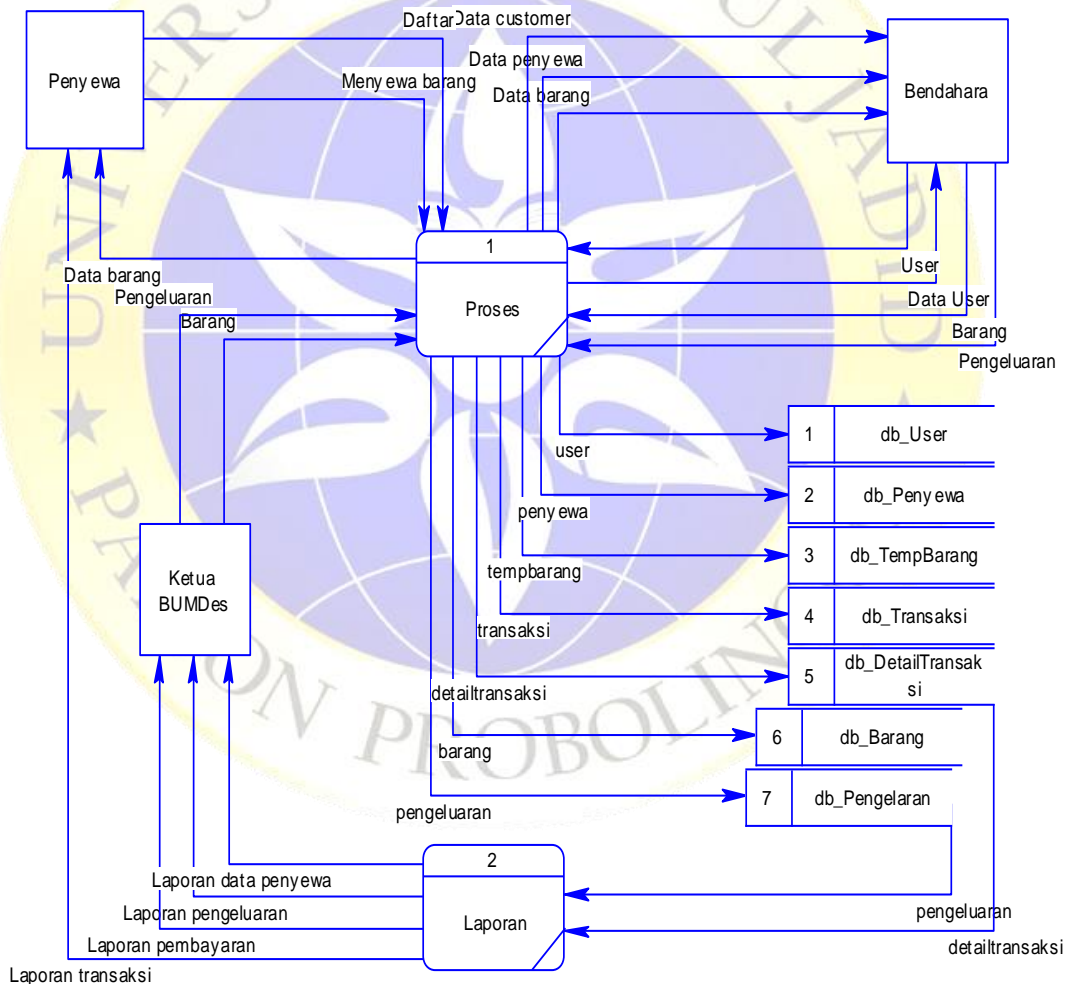 Daftar
Data customer
Penyewa
Data penyewa
Menyewa barang
Data barang
Bendahara
1
Proses
User
Data barang
Data User
Pengeluaran
Barang
Barang
Pengeluaran
1
db_User
user
2
db_Penyewa
penyewa
3
db_TempBarang
tempbarang
Ketua
BUMDes
4
db_Transaksi
transaksi
5
db_DetailTransak
si
detailtransaksi
6
db_Barang
barang
7
db_Pengelaran
pengeluaran
2
Laporan
Laporan data penyewa
Laporan pengeluaran
Laporan pembayaran
Laporan transaksi
pengeluaran
detailtransaksi
PROBOLING